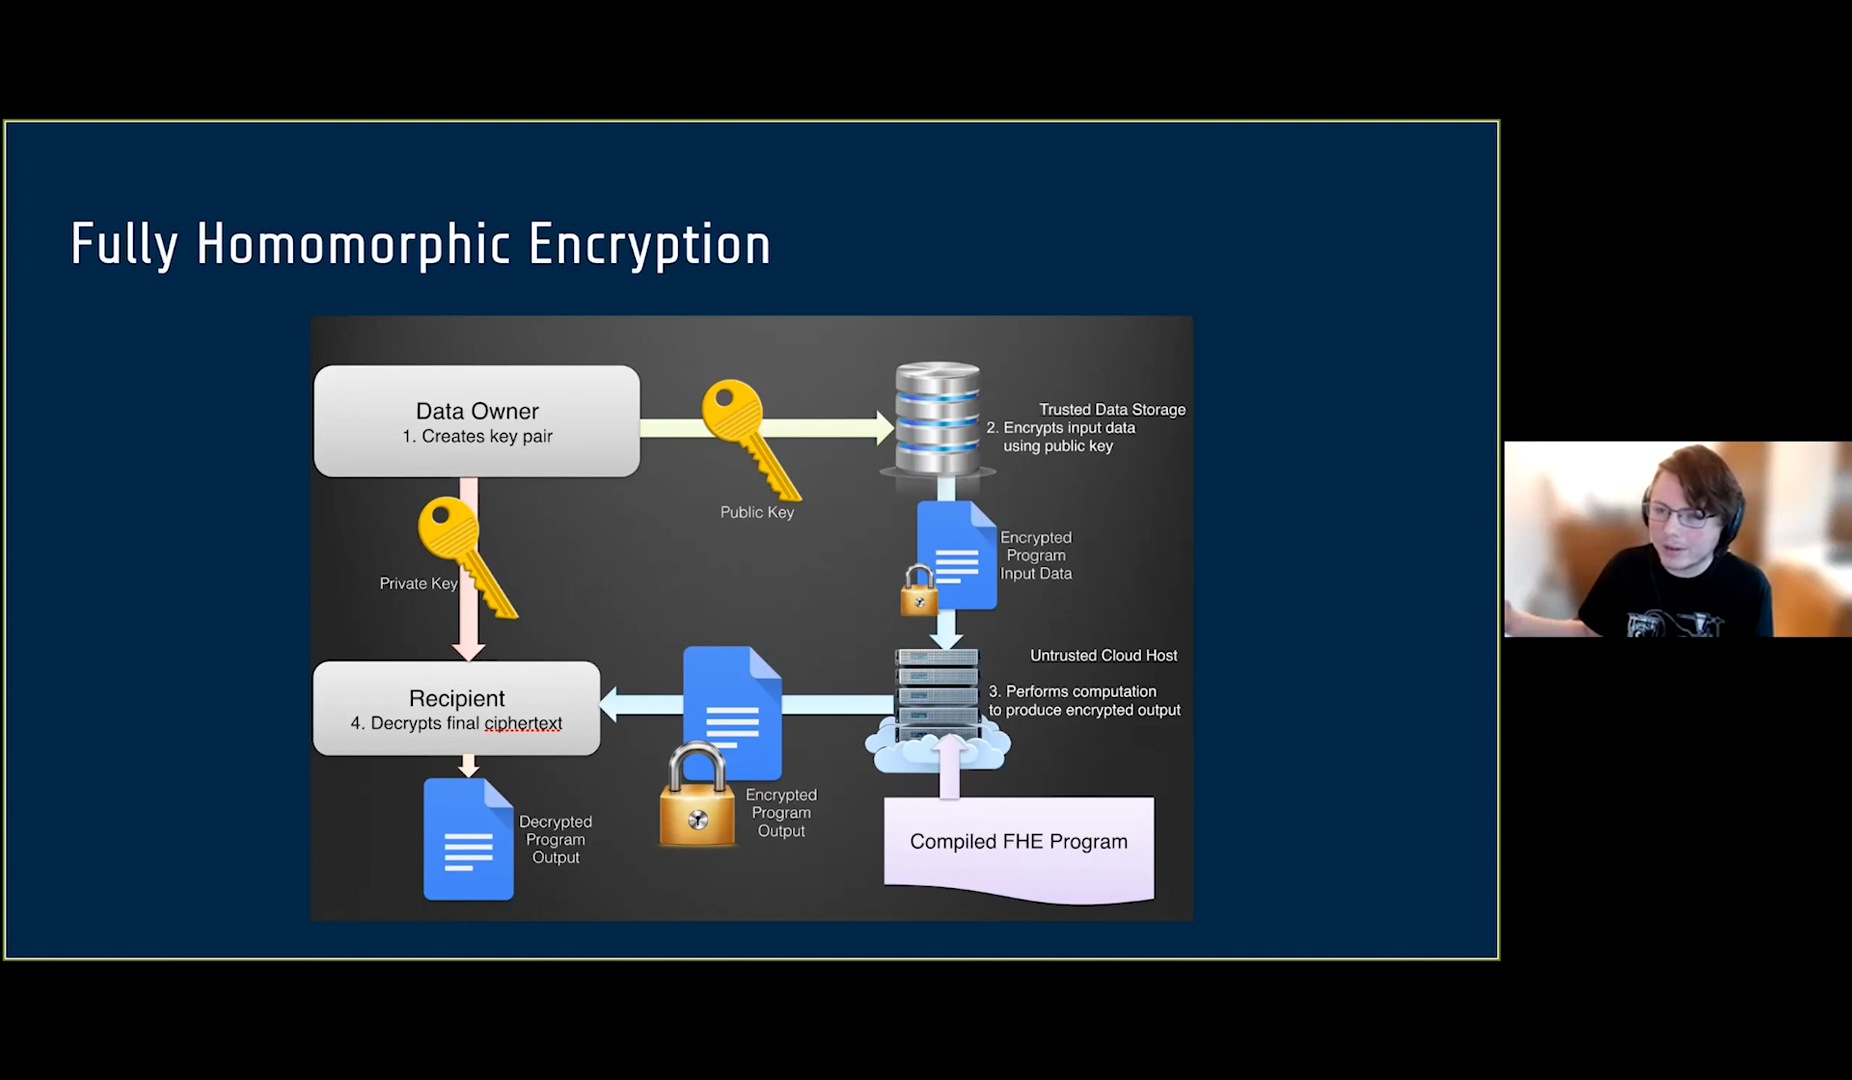 Fully Homomorphic Encryption
Data Owner
1. Creates key pair
Public Key
Trusted Data Storage
2. Encrypts input data
using public key
Private Key
Encrypted
Program
Input Data
Untrusted Cloud Host
3. Performs computation
to produce encrypted output
Recipient
4. Decrypts final ciphertext
Encrypted
Program
Output
Decrypted
Program
Output
Compiled FHE Program